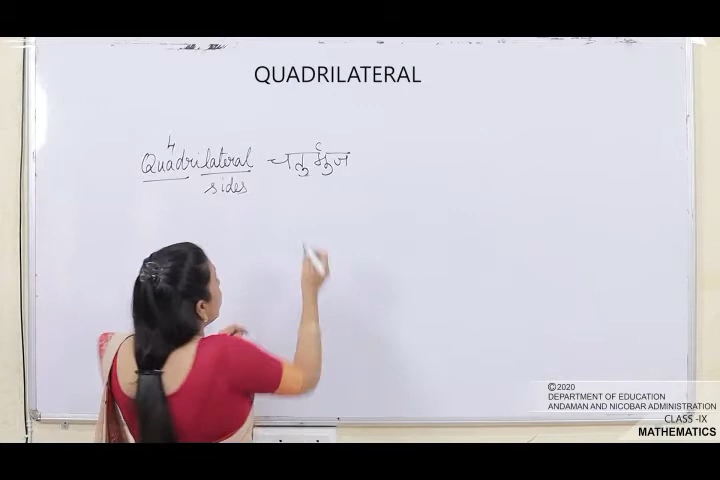 QUADRILATERAL
4
Quadrilateral चतुर्भुज
sides
© 2020
DEPARTMENT OF EDUCATION
ANDAMAN AND NICOBAR ADMINISTRATION
CLASS -IX
MATHEMATICS